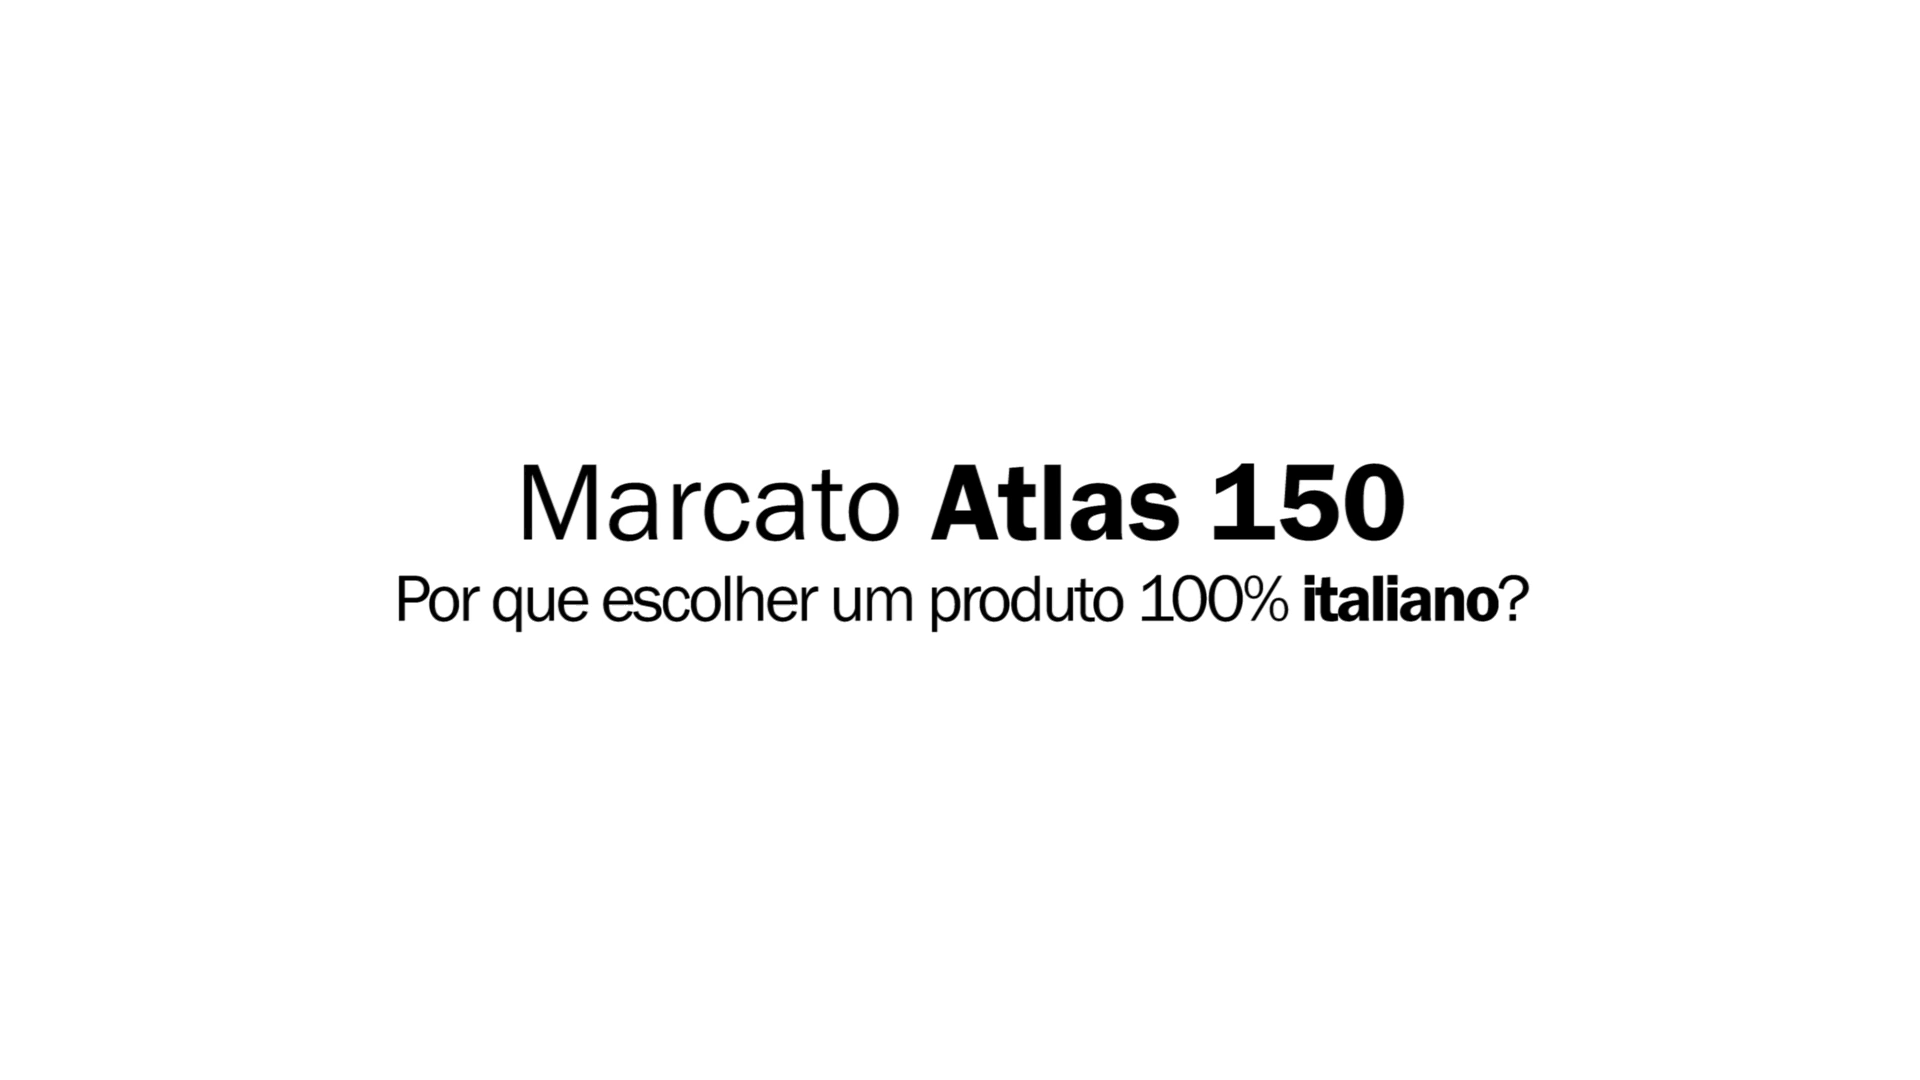 Marcato Atlas 150
Por que escolher um produto 100% italiano?